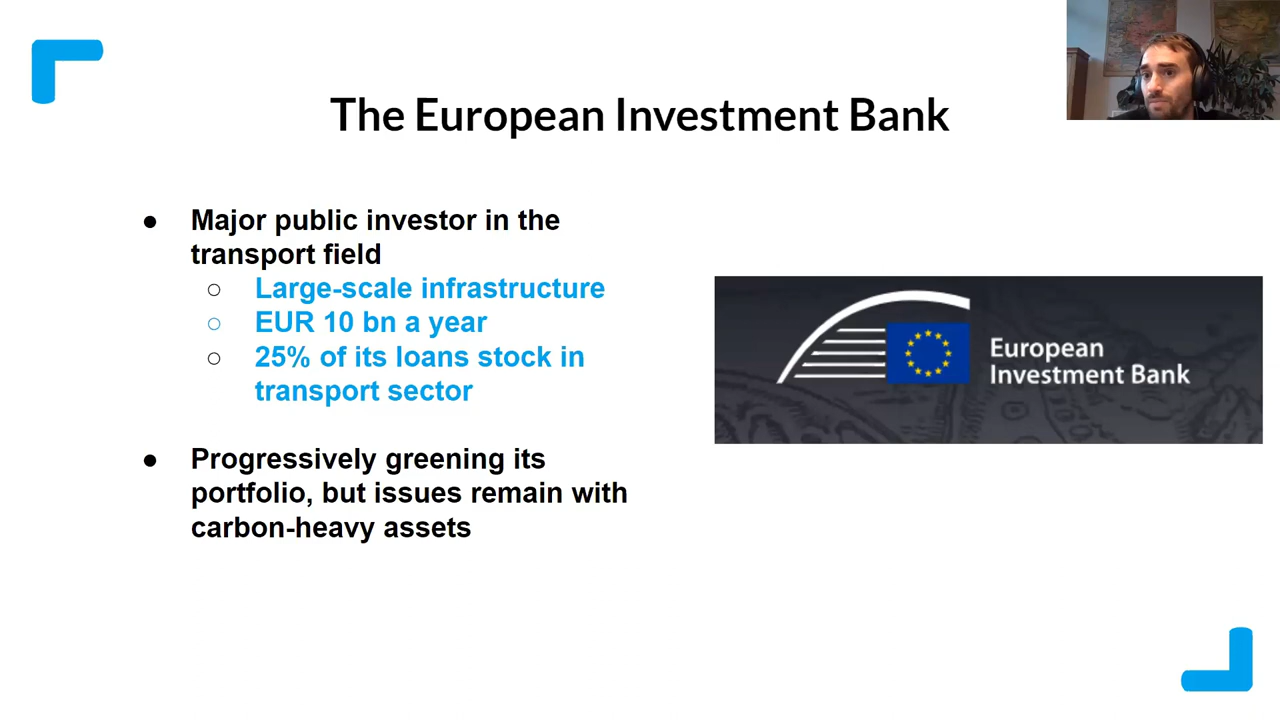 The European Investment Bank
● Major public investor in the
transport field
○ Large-scale infrastructure
○ EUR 10 bn a year
○ 25% of its loans stock in
transport sector
● Progressively greening its
portfolio, but issues remain with
carbon-heavy assets
European
Investment Bank